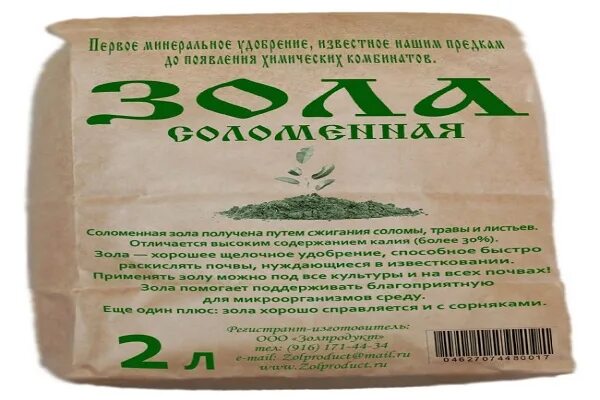 Первое минеральное удобрение, известное нашим предкам
до появления химических комбинатов.
ЗОЛА
СОЛОМЕННАЯ
Соломенная зола получена путем сжигания соломы, травы и листьев.
Отличается высоким содержанием калия (более 30%).
Зола — хорошее щелочное удобрение, способное быстро
раскислять почвы, нуждающиеся в известковании.
Применять золу можно под все культуры и на всех почвах!
Зола помогает поддерживать благоприятную
для микроорганизмов среду.
Еще один плюс: зола хорошо справляется и с сорняками.
Регистрант-изготовитель:
ООО «Золпродукт»
тел: (916) 171-44-34
e-mail: Zolproduct@mail.ru
www.Zolproduct.ru
2 л
04627074480017